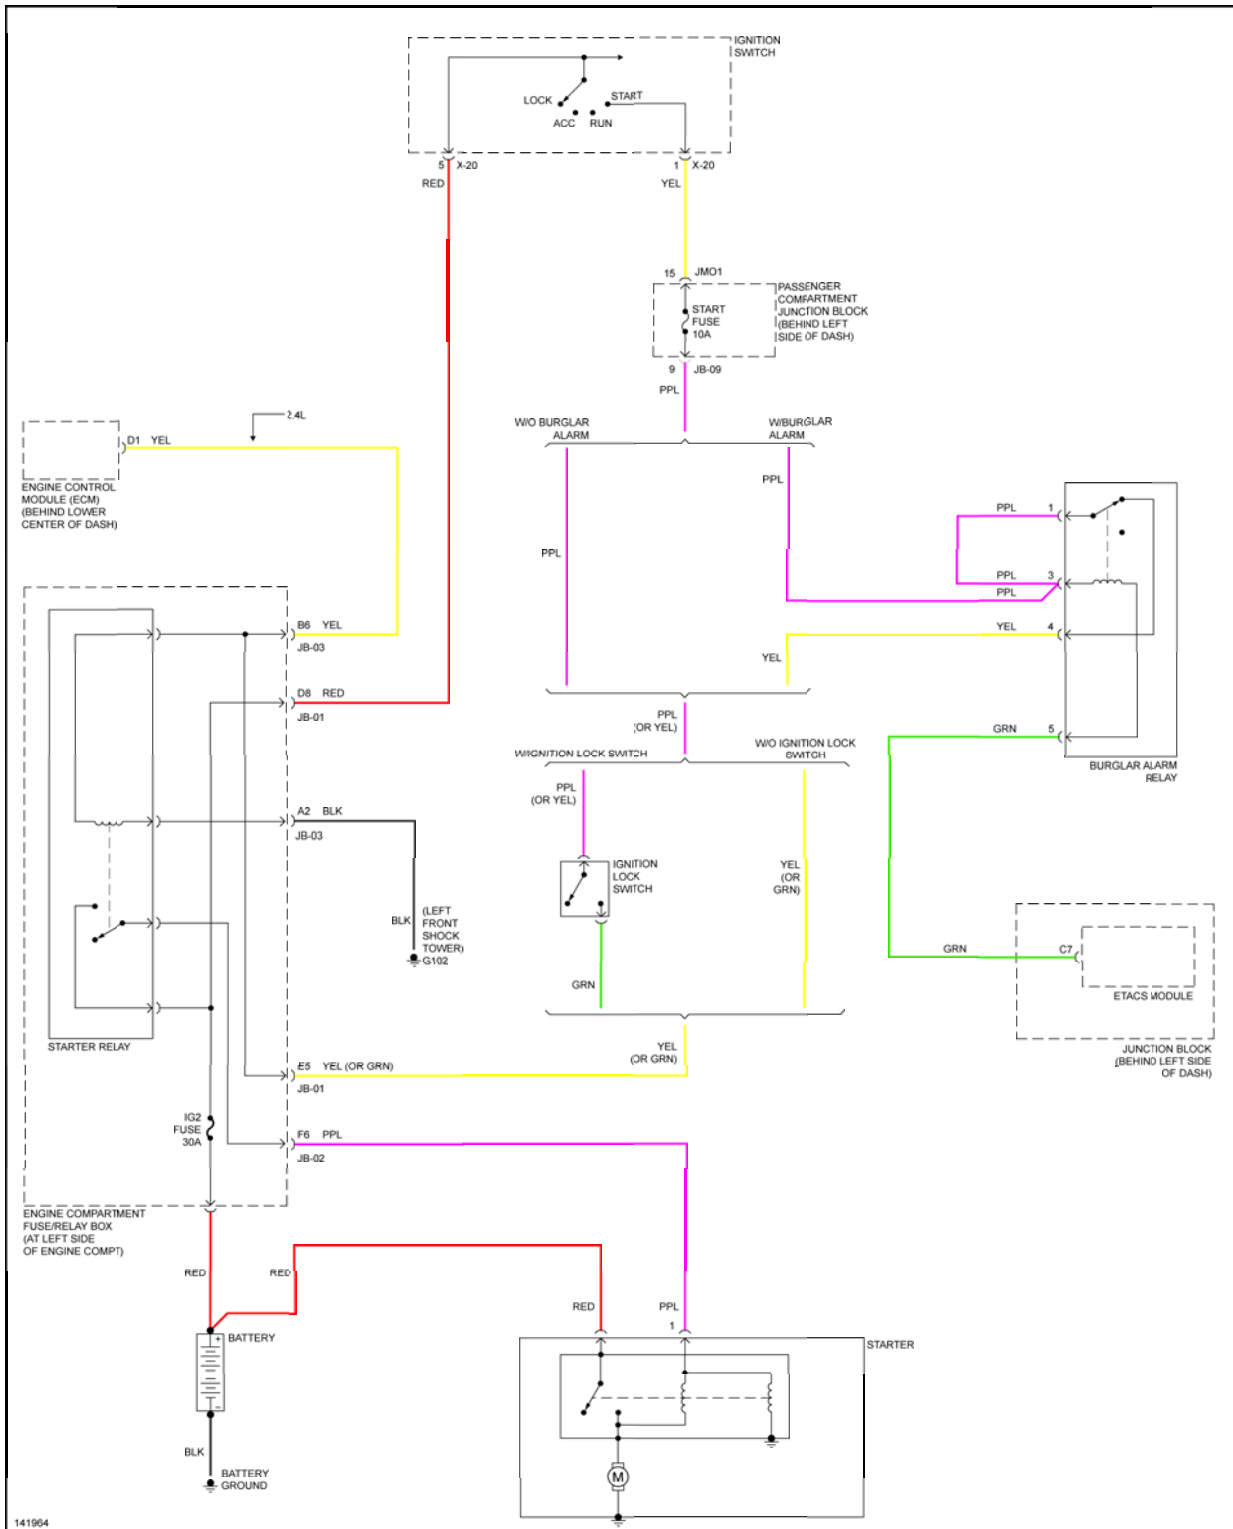 IGNITION
SWITCH
LOCK
START
ACC
RUN
5
X-20
1
X-20
RED
YEL
15
JMO1
PASSENGER
COMPARTMENT
JUNCTION BLOCK
(BEHIND LEFT
SIDE OF DASH)
START
FUSE
10A
9
JB-09
PPL
2.4L
W/O BURGLAR
ALARM
W/BURGLAR
ALARM
D1
YEL
ENGINE CONTROL
MODULE (ECM)
(BEHIND LOWER
CENTER OF DASH)
PPL
PPL
PPL
1
PPL
3
PPL
YEL
4
YEL
GRN
5
BURGLAR ALARM
RELAY
B6
YEL
JB-03
D8
RED
JB-01
PPL
(OR YEL)
W/IGNITION LOCK SWITCH
W/O IGNITION LOCK
SWITCH
PPL
(OR YEL)
A2
BLK
JB-03
IGNITION
LOCK
SWITCH
YEL
(OR
GRN)
BLK
(LEFT
FRONT
SHOCK
TOWER)
G102
GRN
GRN
C7
ETACS MODULE
JUNCTION BLOCK
(BEHIND LEFT SIDE
OF DASH)
STARTER RELAY
YEL
(OR GRN)
E5
YEL (OR GRN)
JB-01
IG2
FUSE
30A
F6
PPL
JB-02
ENGINE COMPARTMENT
FUSE/RELAY BOX
(AT LEFT SIDE
OF ENGINE COMPT)
RED
RED
RED
PPL
1
+
BATTERY
STARTER
-
BLK
BATTERY
GROUND
M
141964